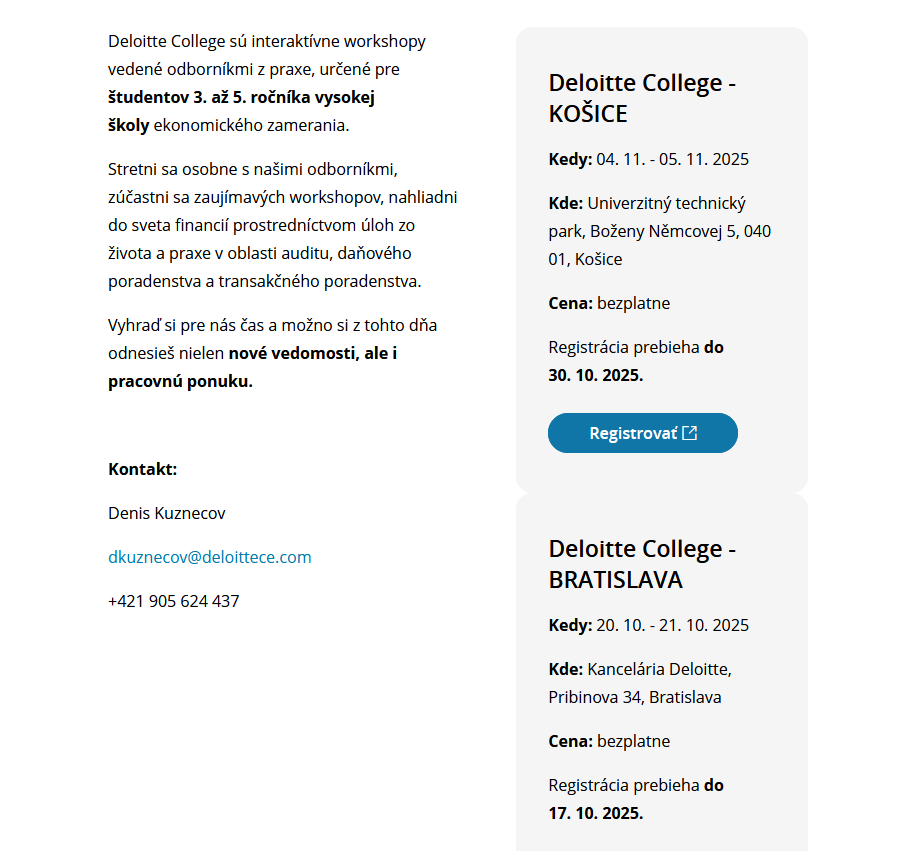 Deloitte College sú interaktívne workshopy
vedené odborníkmi z praxe, určené pre
študentov 3. až 5. ročníka vysokej
školy ekonomického zamerania.
Stretni sa osobne s našimi odborníkmi,
zúčastni sa zaujímavých workshopov, nahliadni
do sveta financií prostredníctvom úloh zo
života a praxe v oblasti auditu, daňového
poradenstva a transakčného poradenstva.
Vyhraď si pre nás čas a možno si z tohto dňa
odnesieš nielen nové vedomosti, ale i
pracovnú ponuku.
Kontakt:
Denis Kuznecov
dkuznecov@deloittece.com
+421 905 624 437
Deloitte College -
KOŠICE
Kedy: 04. 11. - 05. 11. 2025
Kde: Univerzitný technický
park, Boženy Němcovej 5, 040
01, Košice
Cena: bezplatne
Registrácia prebieha do
30. 10. 2025.
Registrovať
Deloitte College -
BRATISLAVA
Kedy: 20. 10. - 21. 10. 2025
Kde: Kancelária Deloitte,
Pribinova 34, Bratislava
Cena: bezplatne
Registrácia prebieha do
17. 10. 2025.